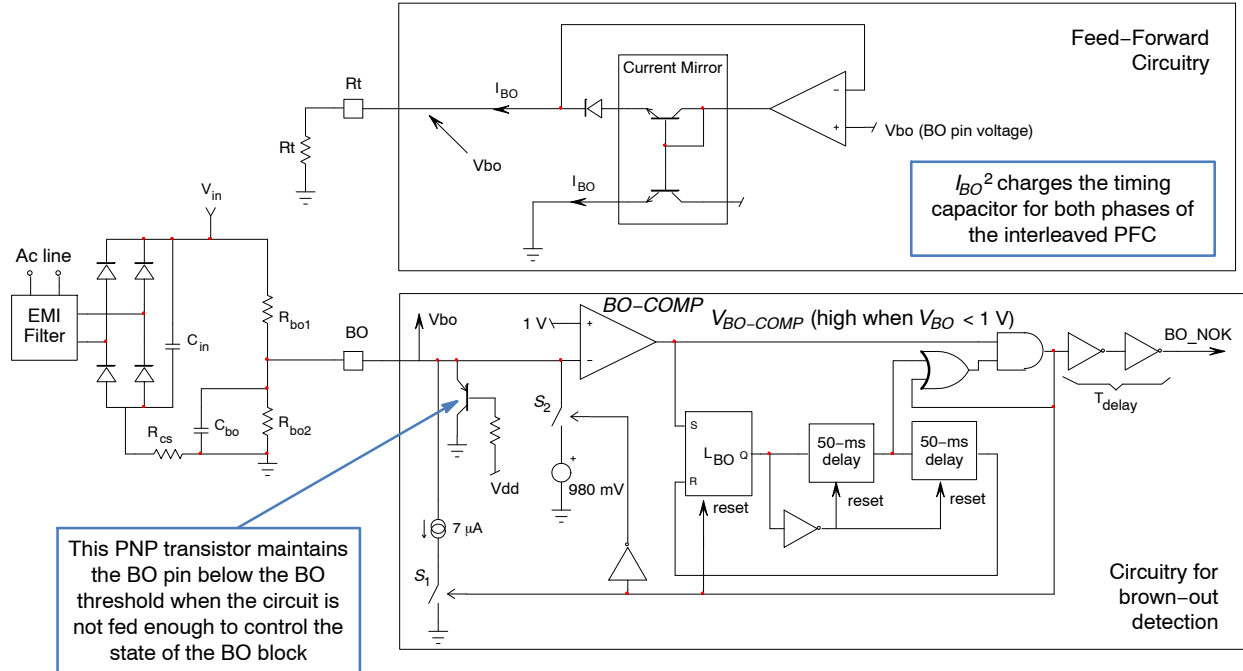 Feed−Forward
Circuitry
Current Mirror
Rt
I_BO
Vbo
−
+
Vbo (BO pin voltage)
Rt
I_BO
I_BO² charges the timing
capacitor for both phases of
the interleaved PFC
V_in
Ac line
EMI
Filter
C_in
R_bo1
BO
C_bo
R_bo2
R_cs
Vbo
1 V
+
−
BO−COMP
V_BO−COMP (high when V_BO < 1 V)
BO_NOK
T_delay
S_2
+
980 mV
Vdd
7 μA
S_1
S
L_BO
Q
R
reset
50−ms
delay
reset
50−ms
delay
reset
This PNP transistor maintains
the BO pin below the BO
threshold when the circuit is
not fed enough to control the
state of the BO block
Circuitry for
brown−out
detection